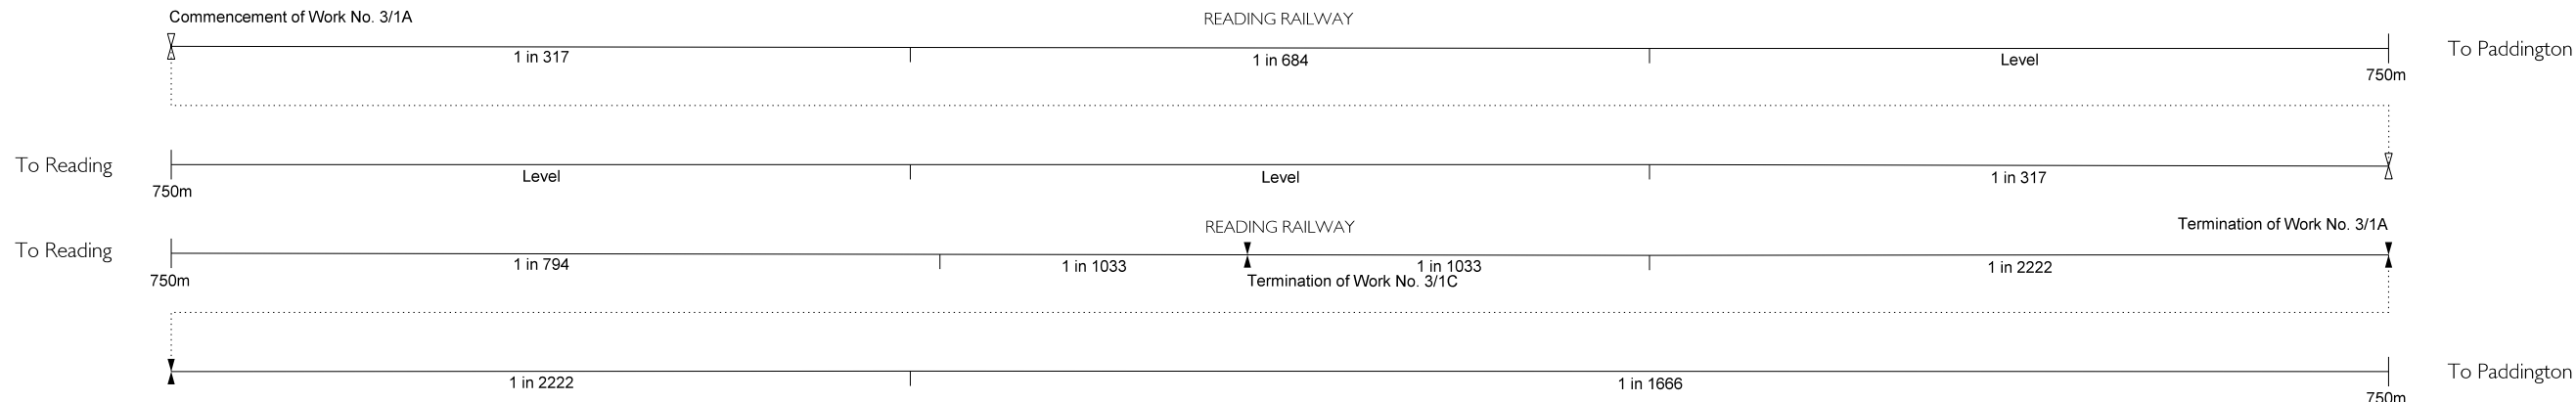 Commencement of Work No. 3/1A
READING RAILWAY
1 in 317
1 in 684
Level
To Paddington
750m
To Reading
Level
Level
1 in 317
750m
READING RAILWAY
Termination of Work No. 3/1A
To Reading
1 in 794
1 in 1033
1 in 1033
1 in 2222
750m
Termination of Work No. 3/1C
1 in 2222
1 in 1666
To Paddington
750m